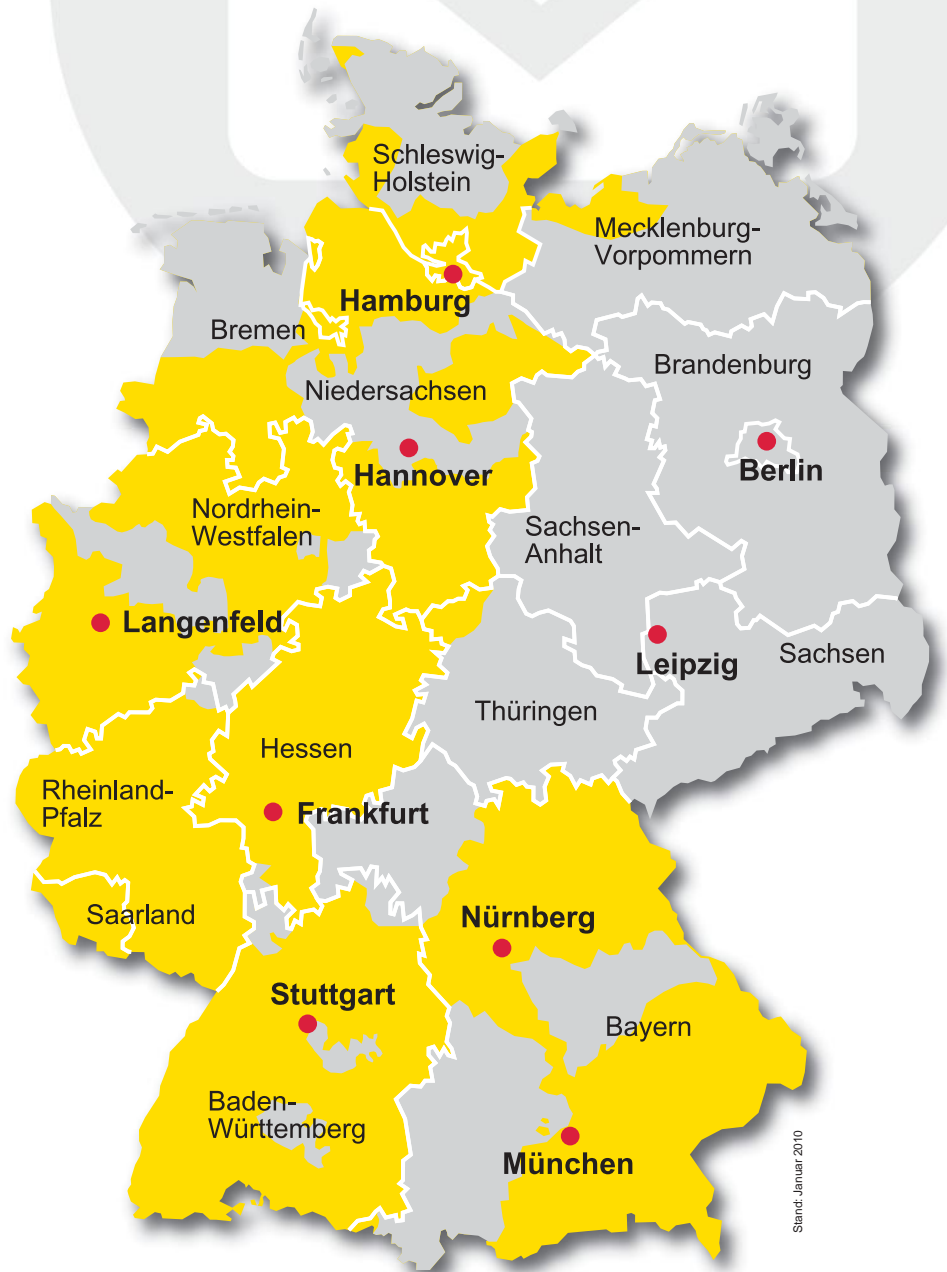 Schleswig-
Holstein
Mecklenburg-
Vorpommern
Hamburg
Bremen
Brandenburg
Niedersachsen
Berlin
Hannover
Nordrhein-
Westfalen
Sachsen-
Anhalt
Langenfeld
Leipzig
Sachsen
Thüringen
Hessen
Rheinland-
Pfalz
Frankfurt
Saarland
Nürnberg
Stuttgart
Bayern
Baden-
Württemberg
München
Stand: Januar 2010